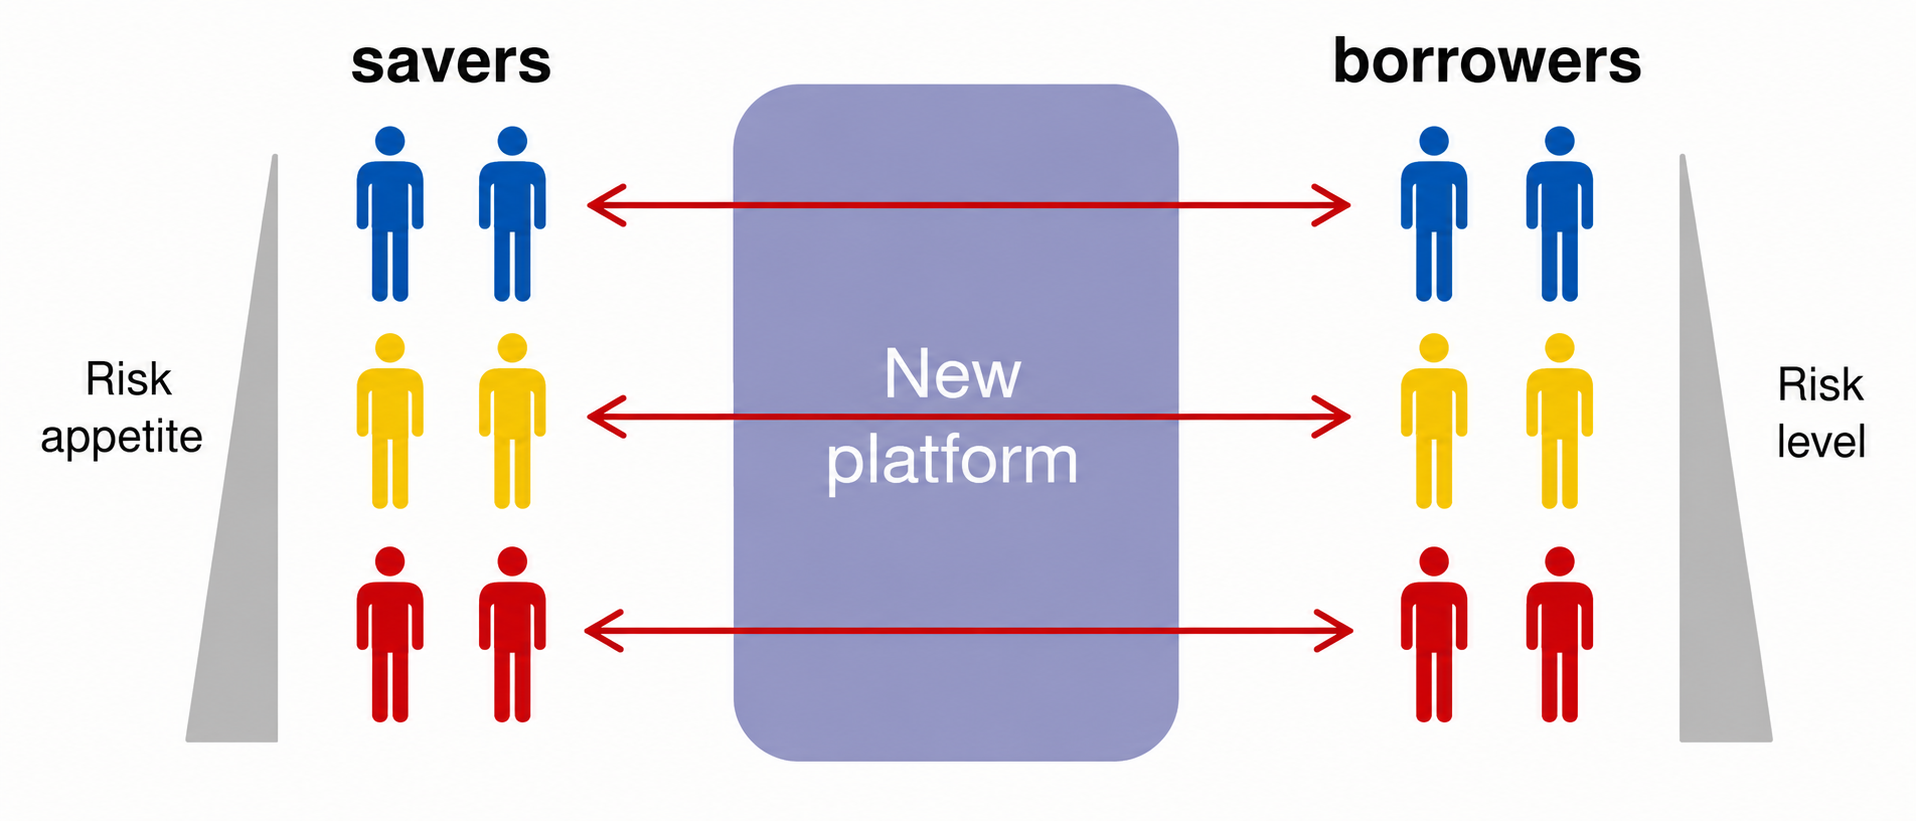 savers
borrowers
Risk
appetite
New
platform
Risk
level